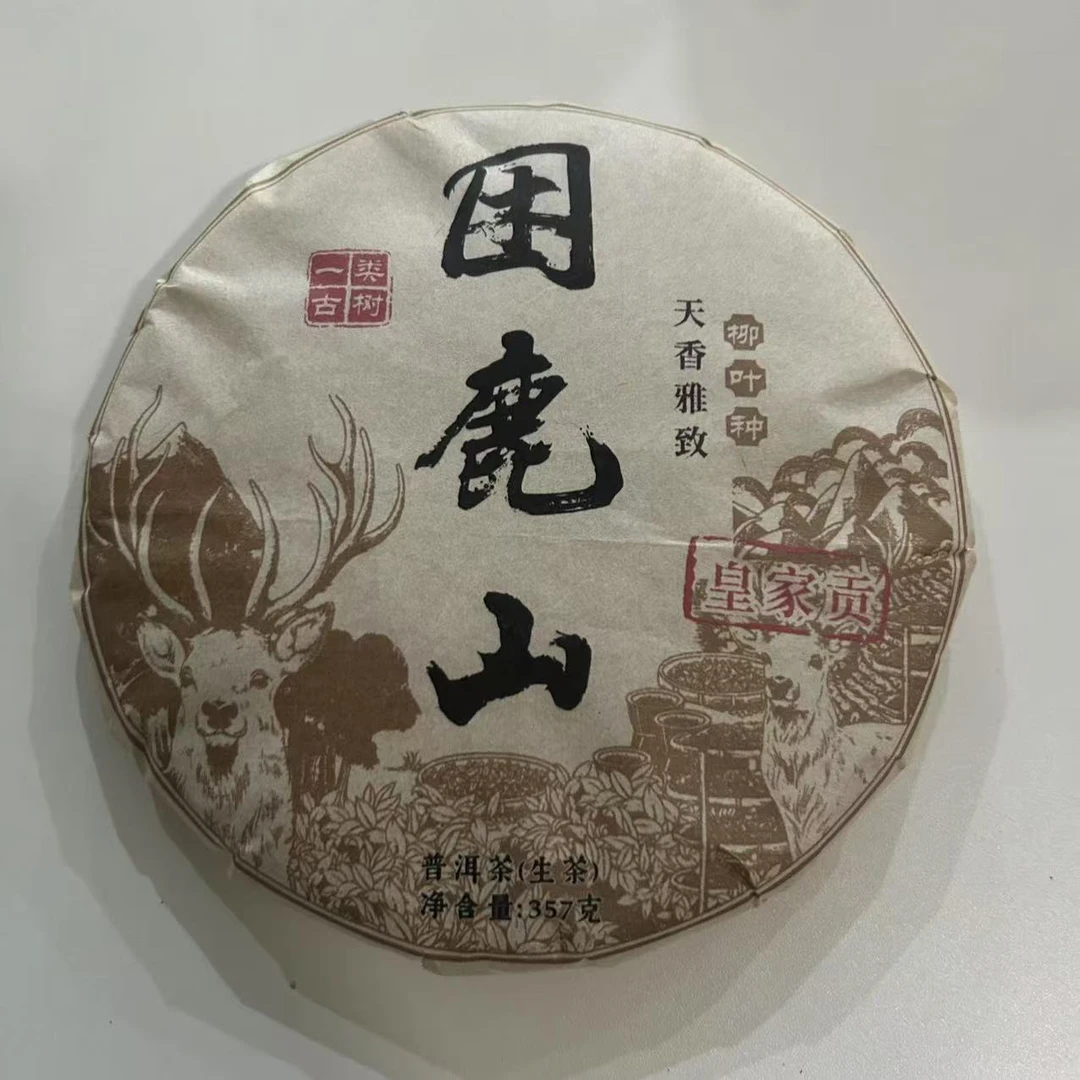 困鹿山
一类
古树
天香雅致
柳叶种
皇家贡
普洱茶(生茶)
净含量:357克